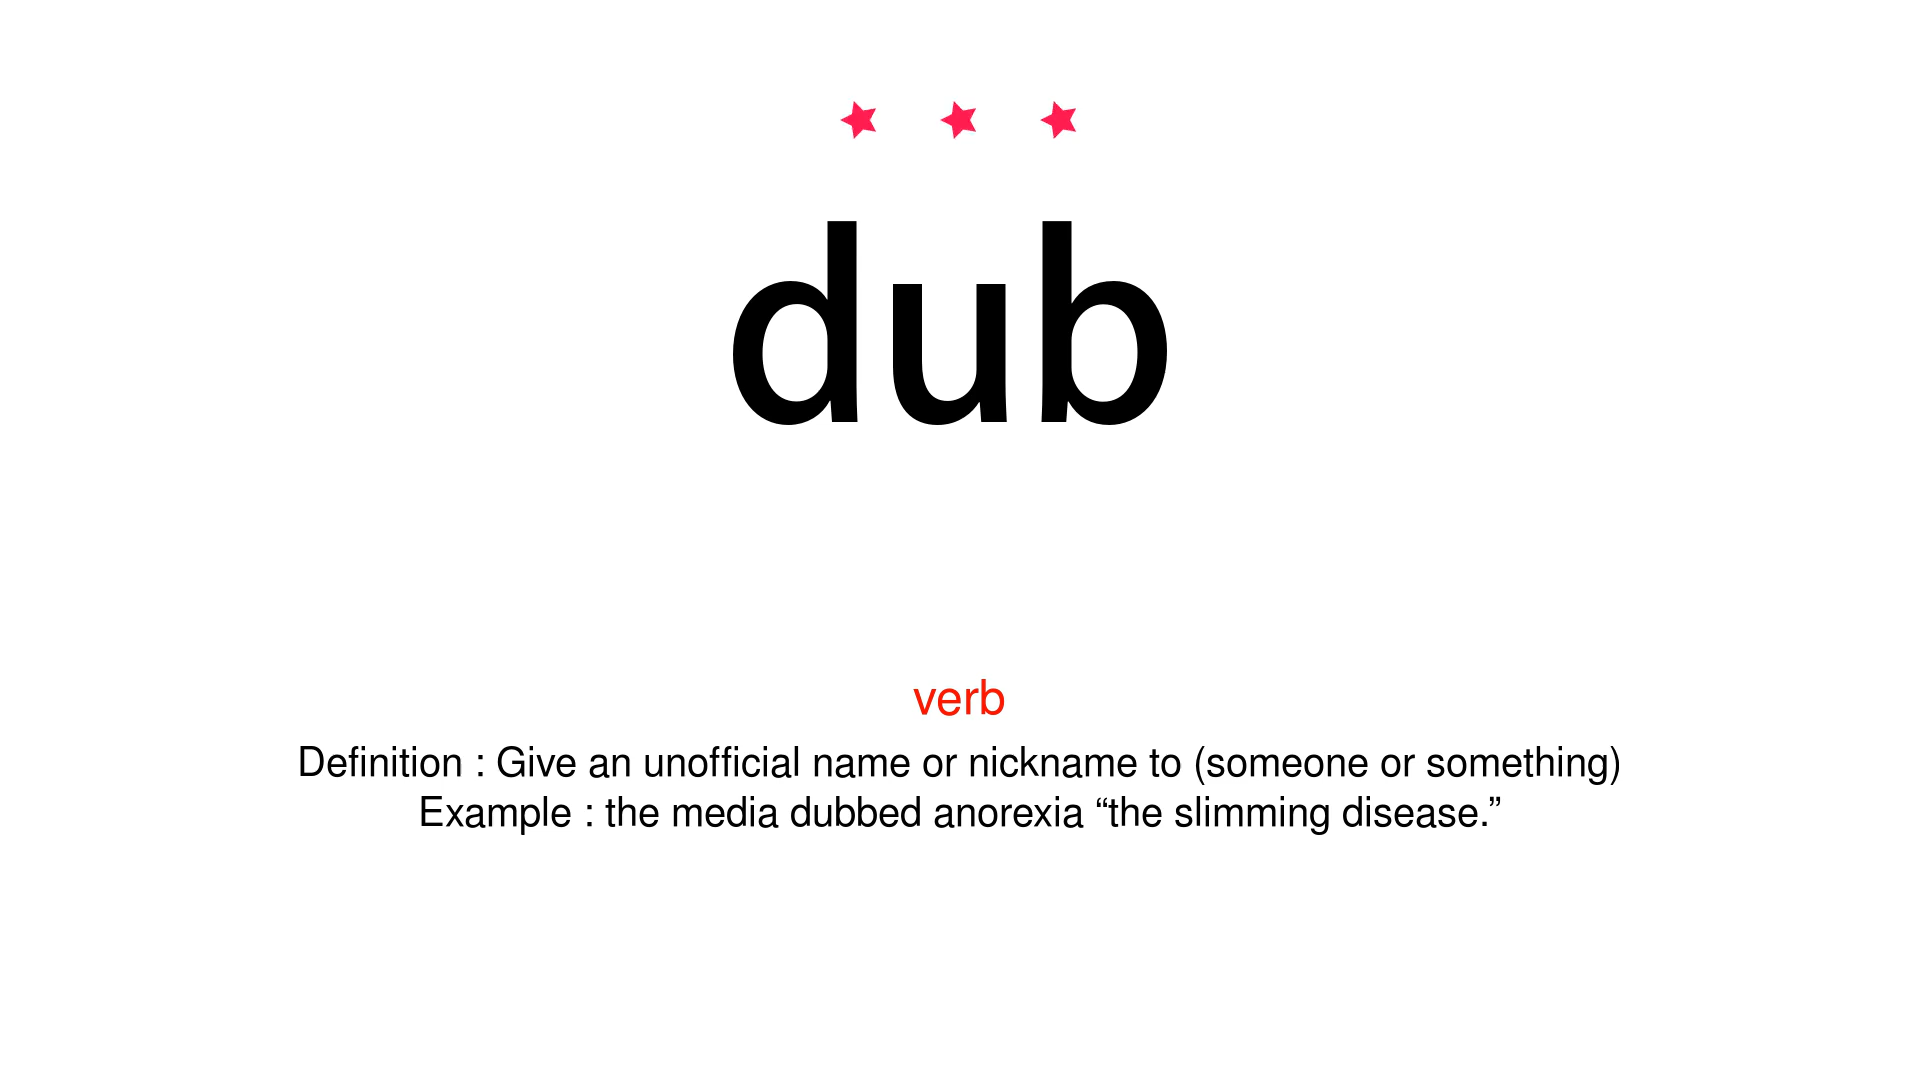 dub
verb
Definition : Give an unofficial name or nickname to (someone or something)
Example : the media dubbed anorexia “the slimming disease.”